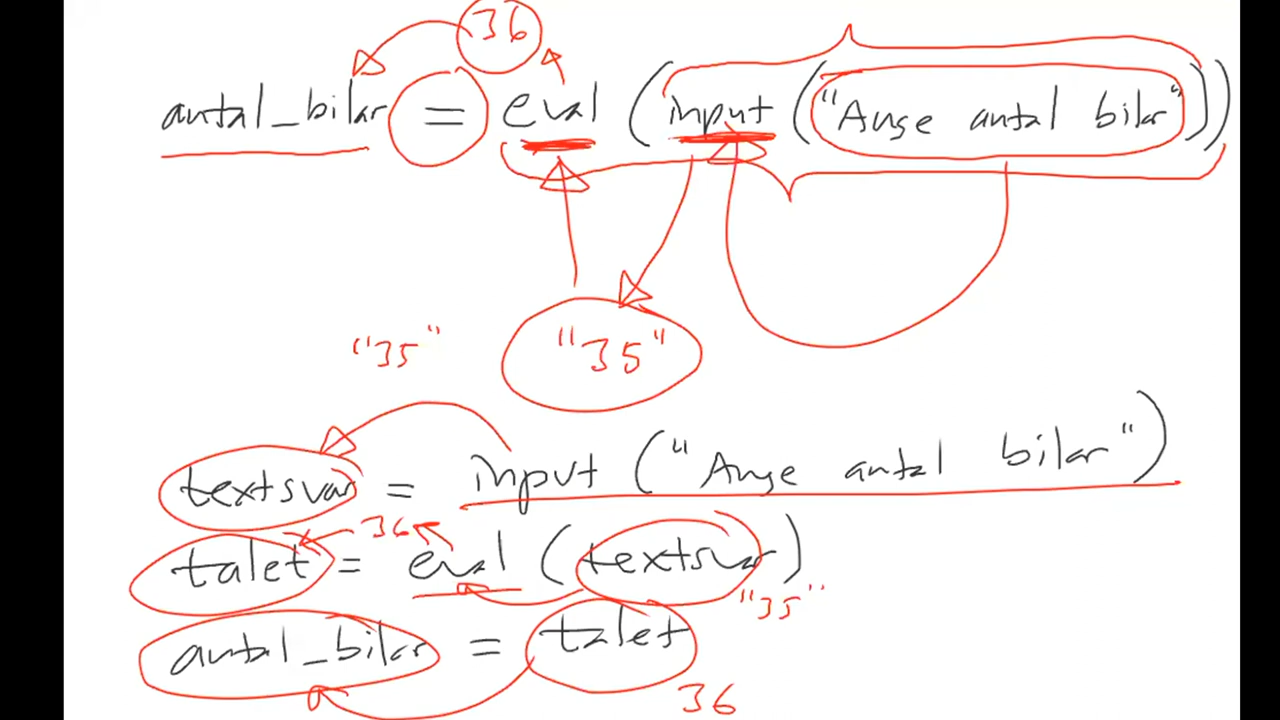 36
antal_bilar = eval (input ("Ange antal bilar"))
"35" "35"
textsvar = input ("Ange antal bilar")
36
talet = eval (textsvar)
"35"
antal_bilar = talet
36